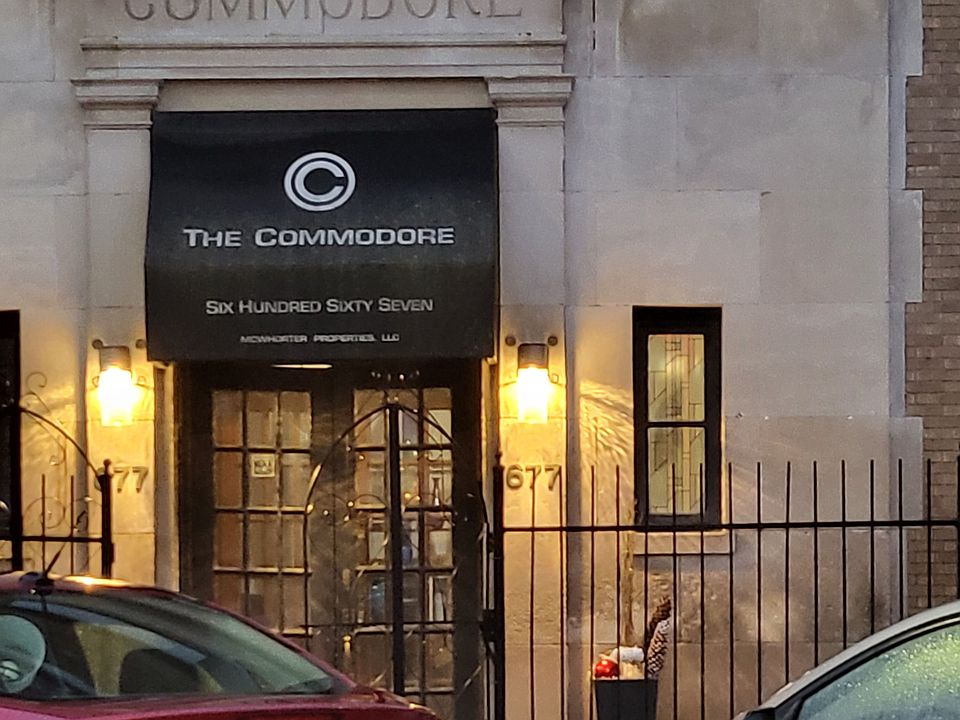 COMMODORE
C
THE COMMODORE
SIX HUNDRED SIXTY SEVEN
MCWHORTER PROPERTIES, LLC
677
677